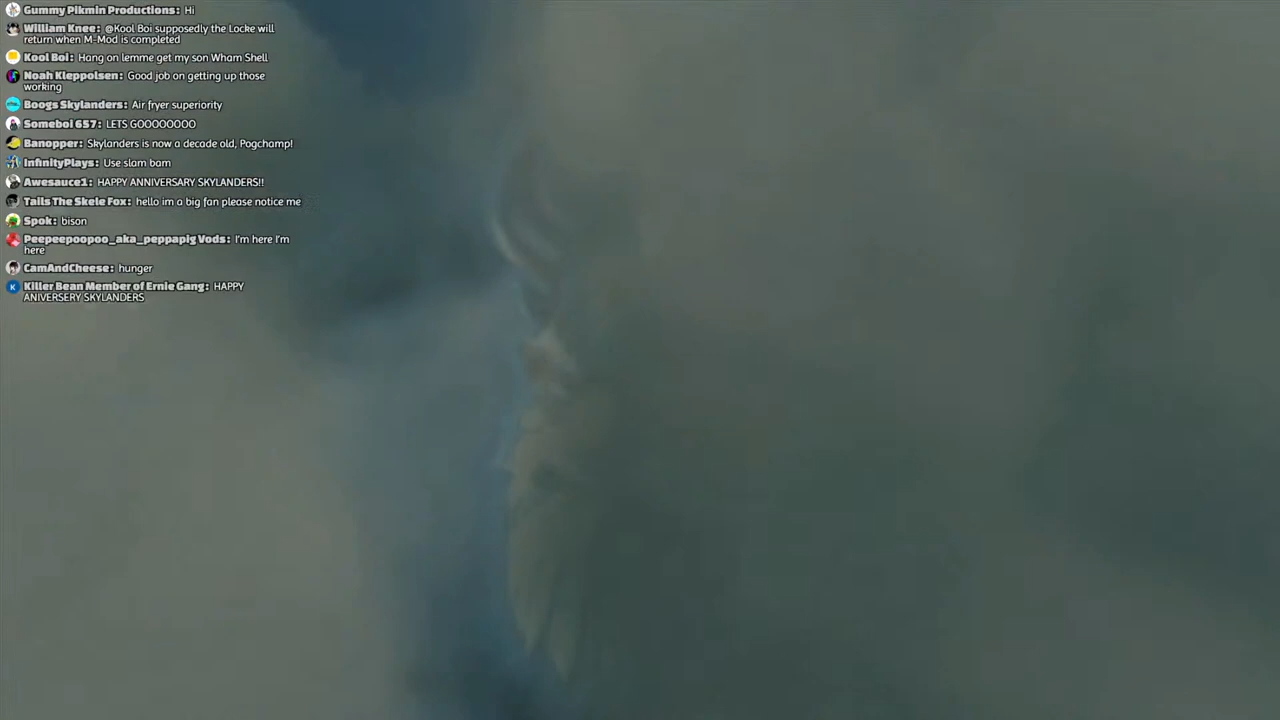 Gummy Pikmin Productions: Hi
William Knee: @Kool Boi supposedly the Locke will
return when M-Mod is completed
Kool Boi: Hang on lemme get my son Wham Shell
Noah Kleppolsen: Good job on getting up those
working
Boogs Skylanders: Air fryer superiority
Someboi 657: LETS GOOOOOOOO
Banopper: Skylanders is now a decade old, Pogchamp!
InfinityPlays: Use slam bam
Awesauce1: HAPPY ANNIVERSARY SKYLANDERS!!
Tails The Skele Fox: hello im a big fan please notice me
Spok: bison
Peepeepoopoo_aka_peppapig Vods: I'm here I'm
here
CamAndCheese: hunger
K Killer Bean Member of Ernie Gang: HAPPY
ANIVERSERY SKYLANDERS